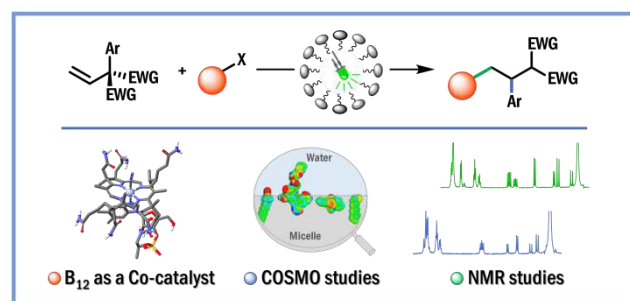 Ar
EWG
EWG
+
X
EWG
EWG
Ar
Water
Micelle
B12 as a Co-catalyst
COSMO studies
NMR studies